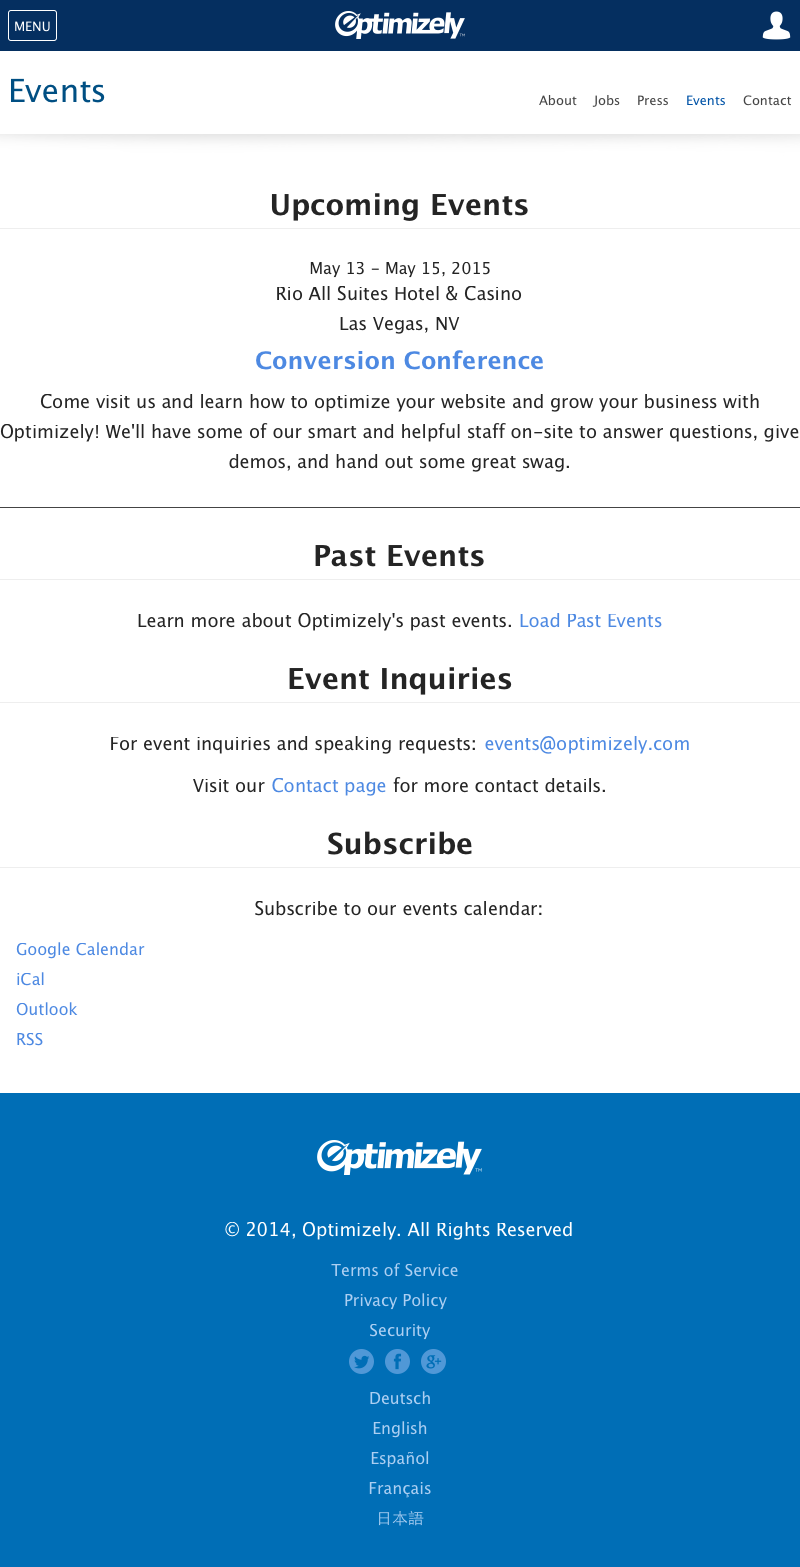 MENU
Optimizely™
Events
About Jobs Press Events Contact
Upcoming Events
May 13 – May 15, 2015
Rio All Suites Hotel & Casino
Las Vegas, NV
Conversion Conference
Come visit us and learn how to optimize your website and grow your business with
Optimizely! We'll have some of our smart and helpful staff on-site to answer questions, give
demos, and hand out some great swag.
Past Events
Learn more about Optimizely's past events. Load Past Events
Event Inquiries
For event inquiries and speaking requests: events@optimizely.com
Visit our Contact page for more contact details.
Subscribe
Subscribe to our events calendar:
Google Calendar
iCal
Outlook
RSS
Optimizely™
© 2014, Optimizely. All Rights Reserved
Terms of Service
Privacy Policy
Security
Deutsch
English
Español
Français
日本語